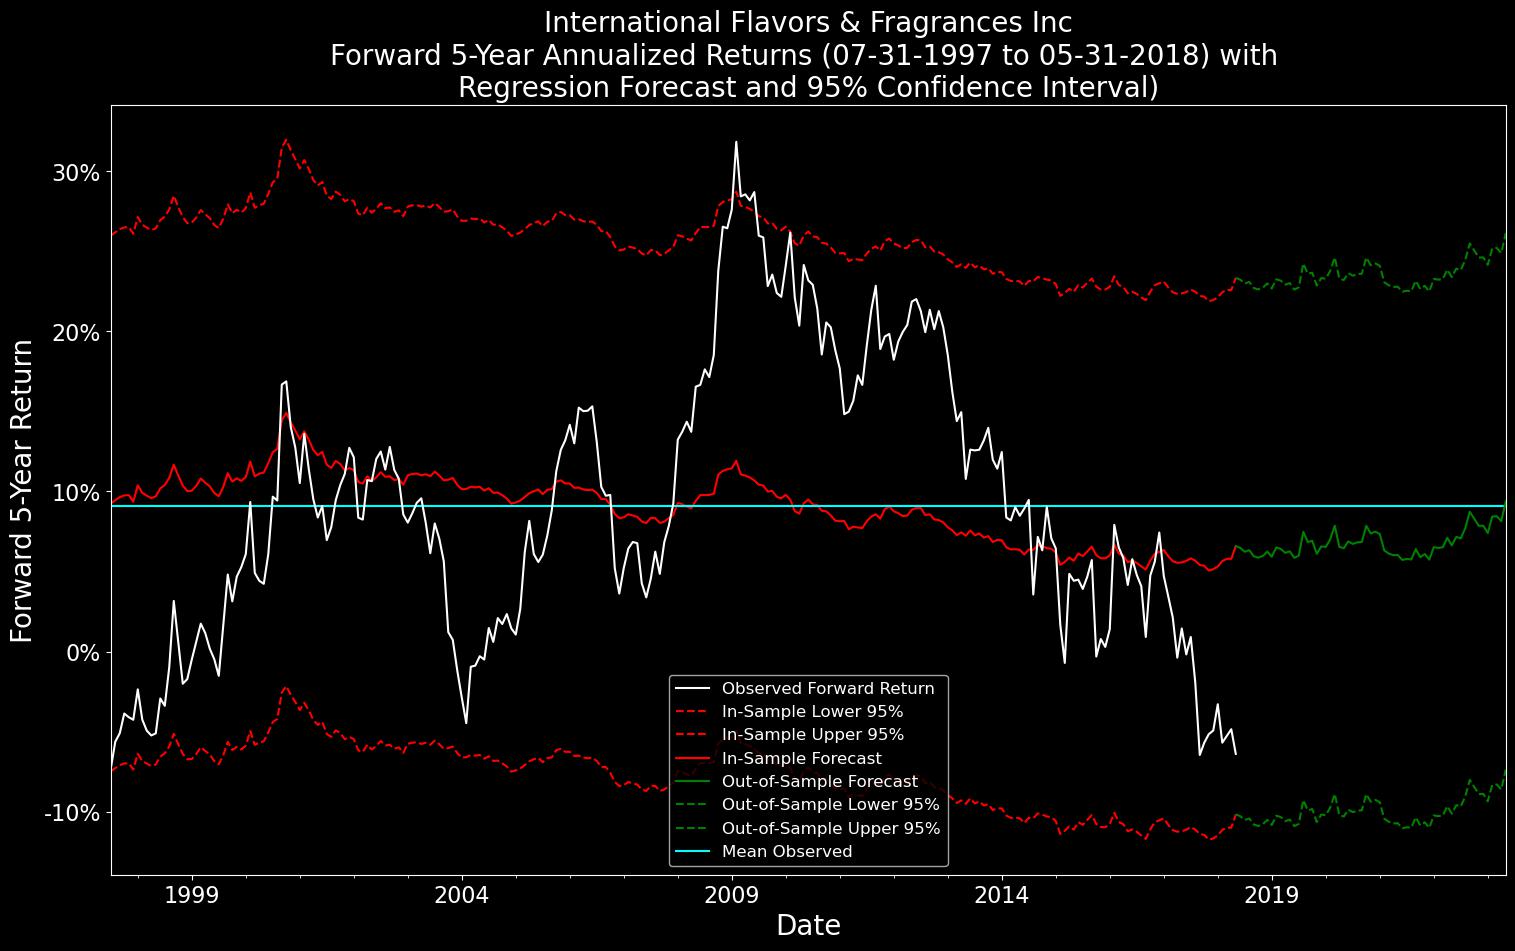 International Flavors & Fragrances Inc
Forward 5-Year Annualized Returns (07-31-1997 to 05-31-2018) with
Regression Forecast and 95% Confidence Interval)
Forward 5-Year Return
30%
20%
10%
0%
-10%
Observed Forward Return
In-Sample Lower 95%
In-Sample Upper 95%
In-Sample Forecast
Out-of-Sample Forecast
Out-of-Sample Lower 95%
Out-of-Sample Upper 95%
Mean Observed
1999 2004 2009 2014 2019
Date